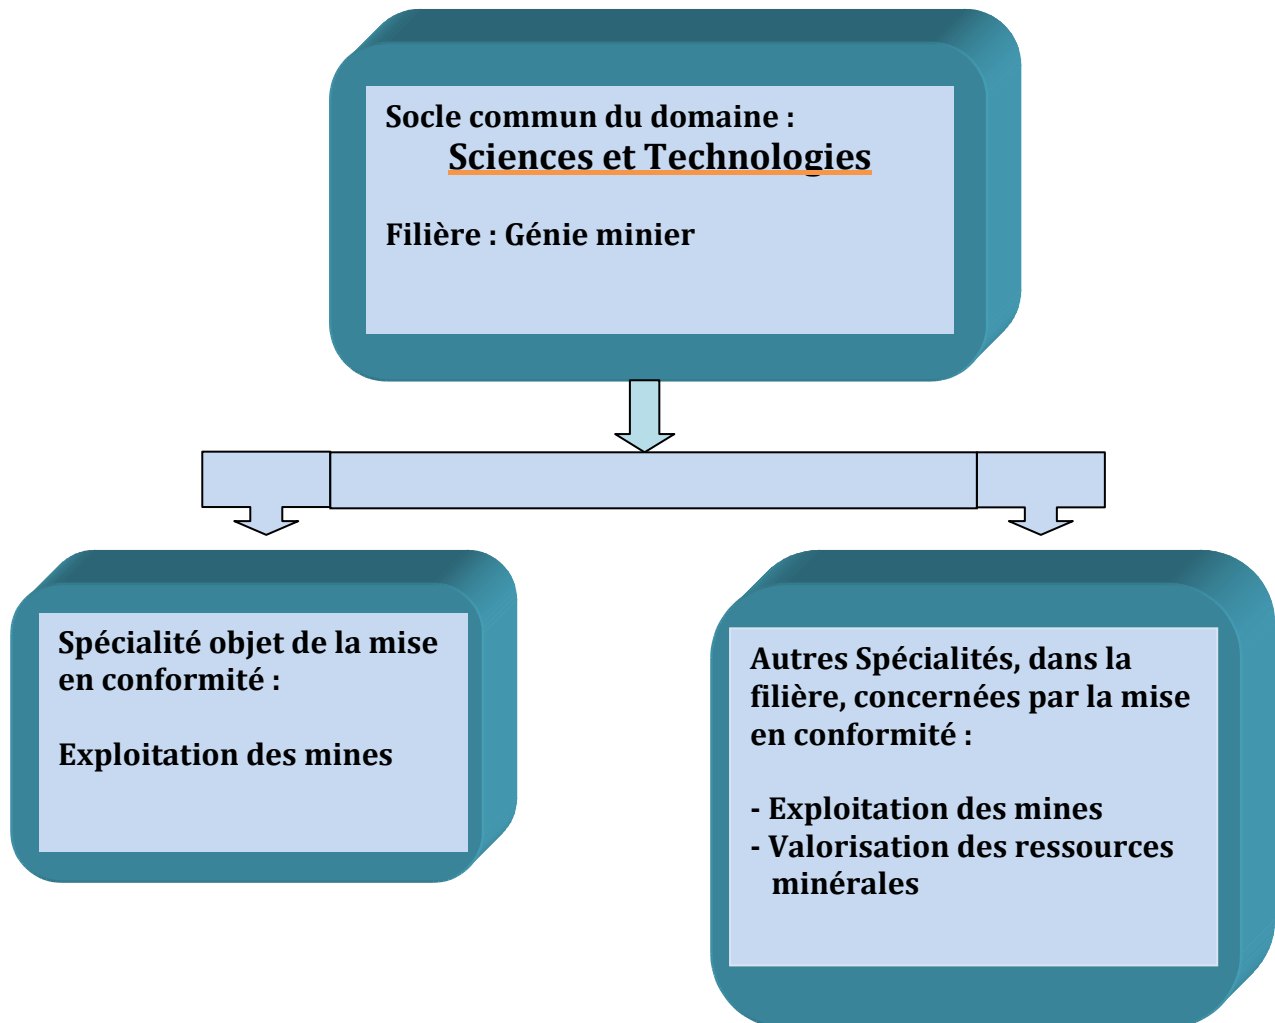 Socle commun du domaine :
Sciences et Technologies
Filière : Génie minier
Spécialité objet de la mise
en conformité :
Exploitation des mines
Autres Spécialités, dans la
filière, concernées par la mise
en conformité :
- Exploitation des mines
- Valorisation des ressources
minérales